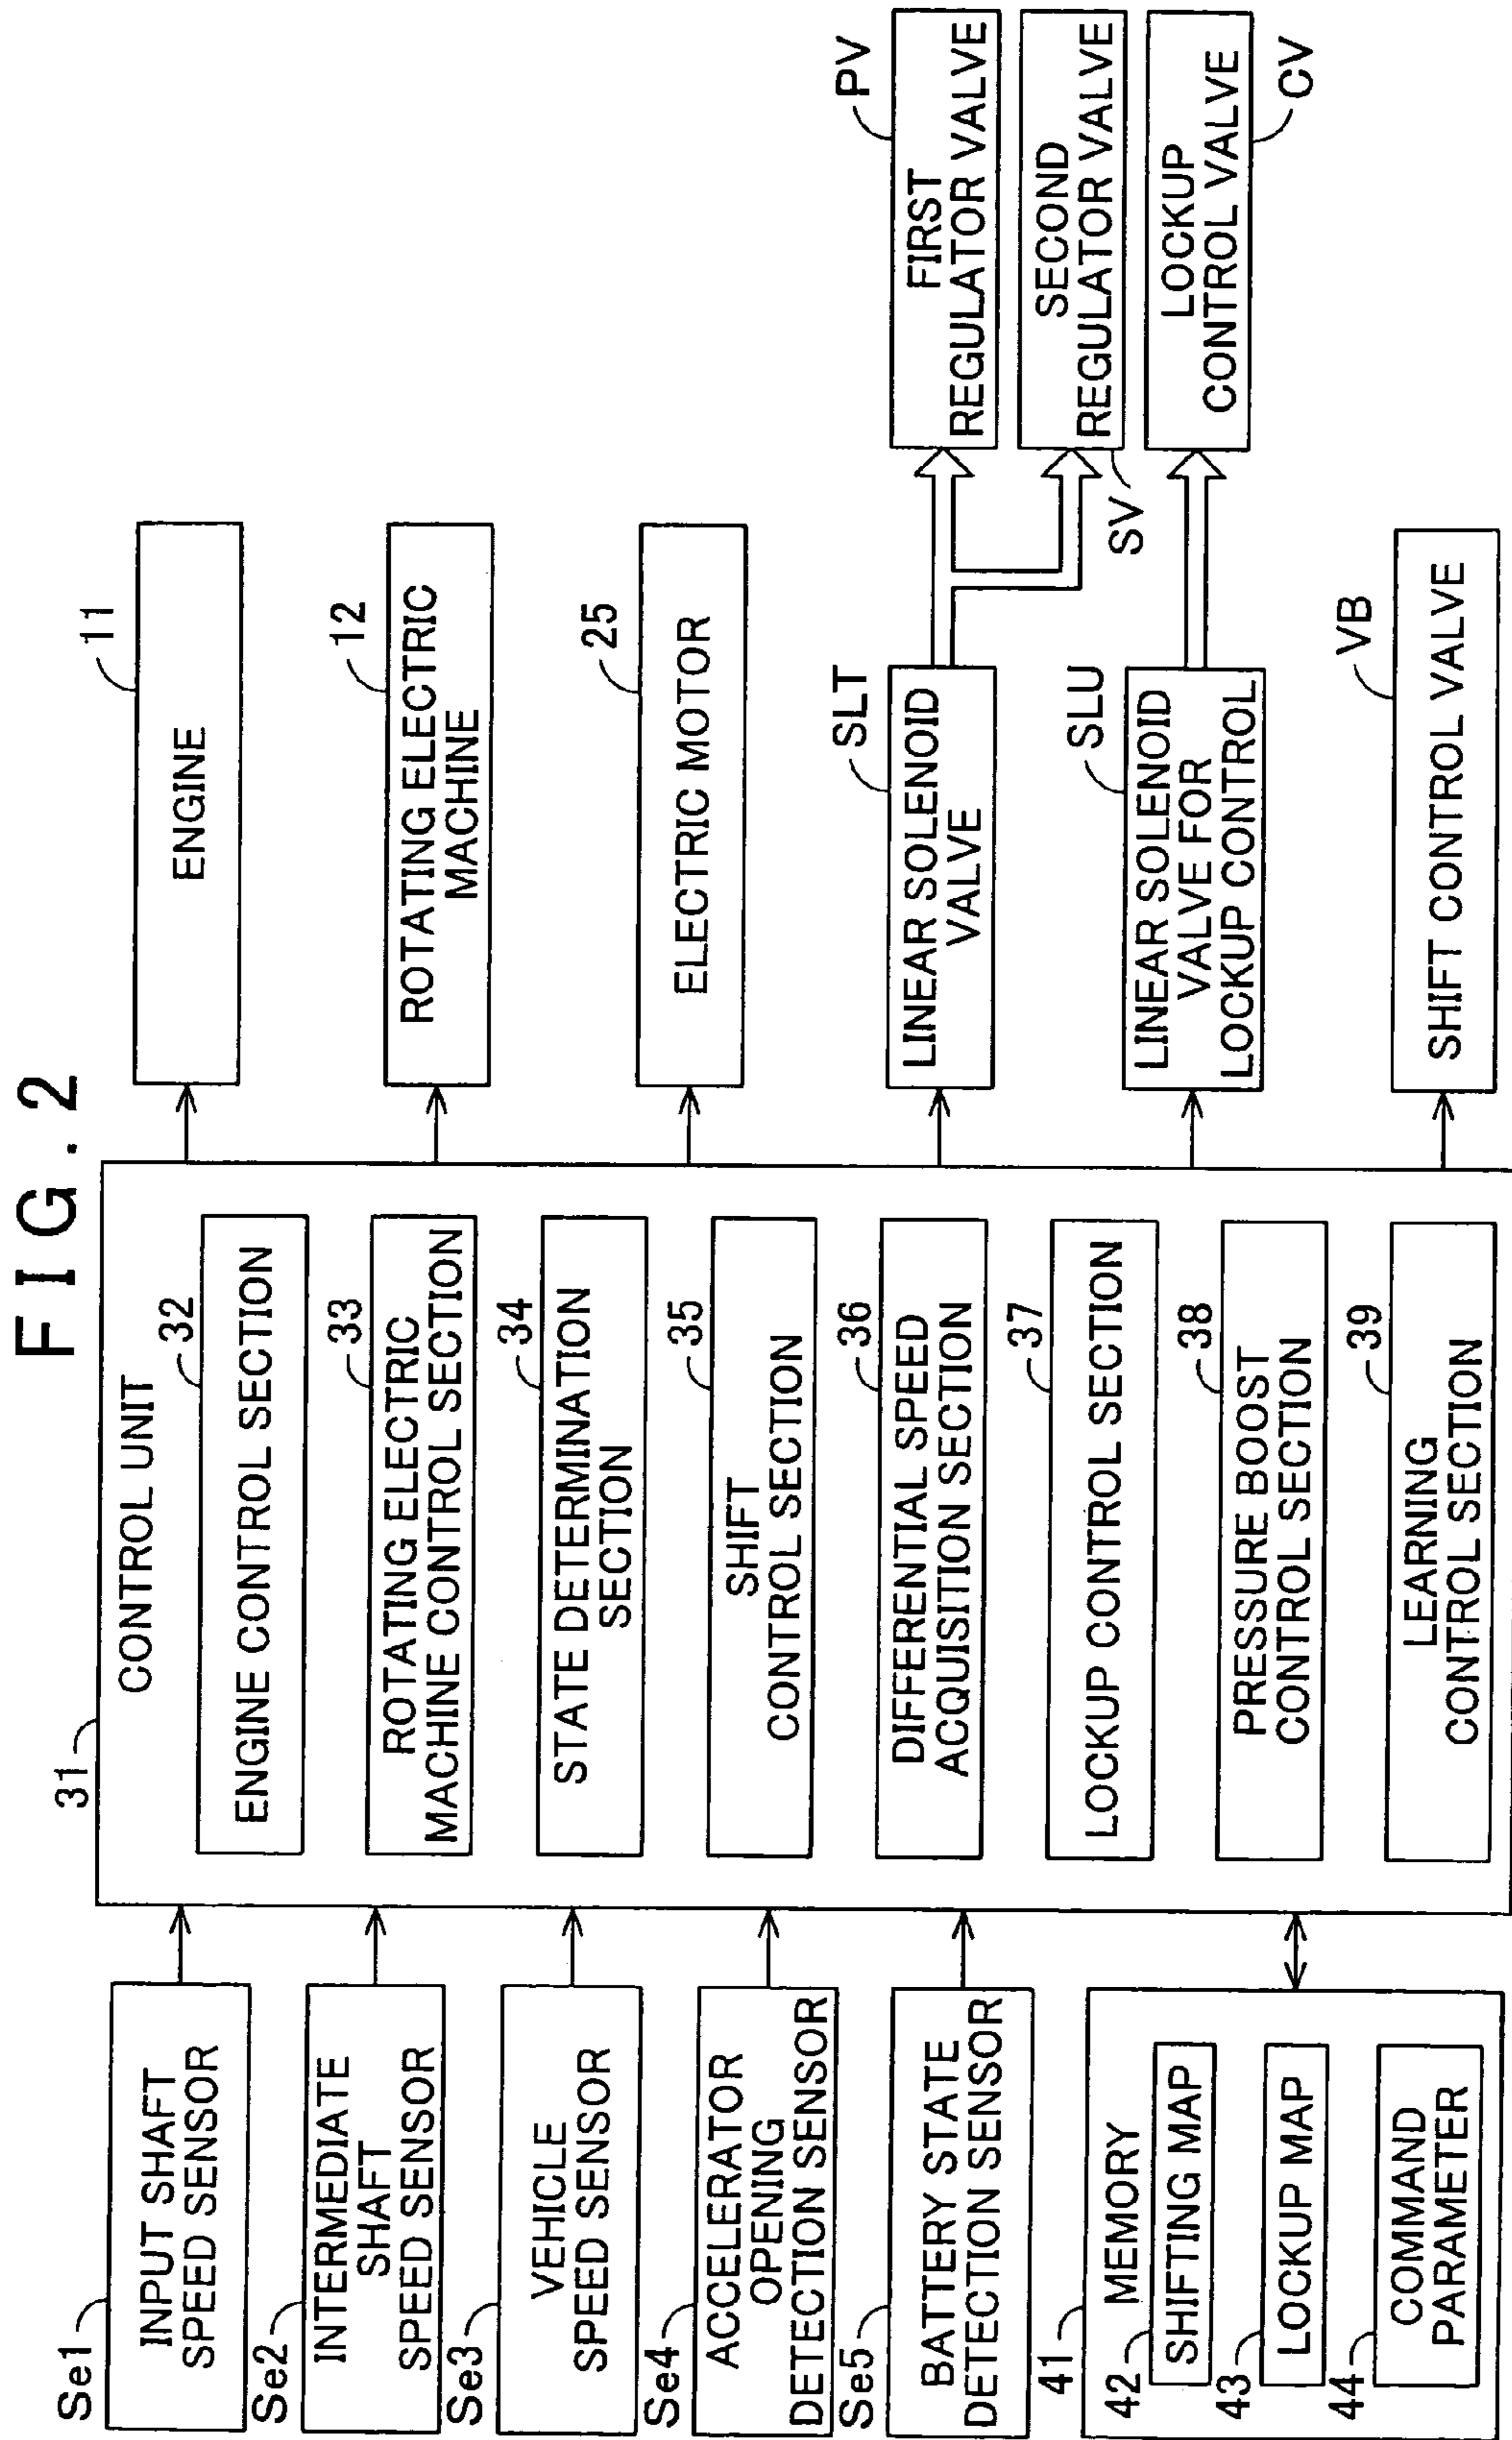 FIG. 2
Se1
INPUT SHAFT
SPEED SENSOR
Se2
INTERMEDIATE
SHAFT
SPEED SENSOR
Se3
VEHICLE
SPEED SENSOR
Se4
ACCELERATOR
OPENING
DETECTION SENSOR
Se5
BATTERY STATE
DETECTION SENSOR
41
MEMORY
42
SHIFTING MAP
43
LOCKUP MAP
44
COMMAND
PARAMETER
31
CONTROL UNIT
32
ENGINE CONTROL SECTION
33
ROTATING ELECTRIC
MACHINE CONTROL SECTION
34
STATE DETERMINATION
SECTION
35
SHIFT
CONTROL SECTION
36
DIFFERENTIAL SPEED
ACQUISITION SECTION
37
LOCKUP CONTROL SECTION
38
PRESSURE BOOST
CONTROL SECTION
39
LEARNING
CONTROL SECTION
11
ENGINE
12
ROTATING ELECTRIC
MACHINE
25
ELECTRIC MOTOR
SLT
LINEAR SOLENOID
VALVE
SLU
LINEAR SOLENOID
VALVE FOR
LOCKUP CONTROL
VB
SHIFT CONTROL VALVE
PV
FIRST
REGULATOR VALVE
SV
SECOND
REGULATOR VALVE
LOCKUP
CONTROL VALVE
CV